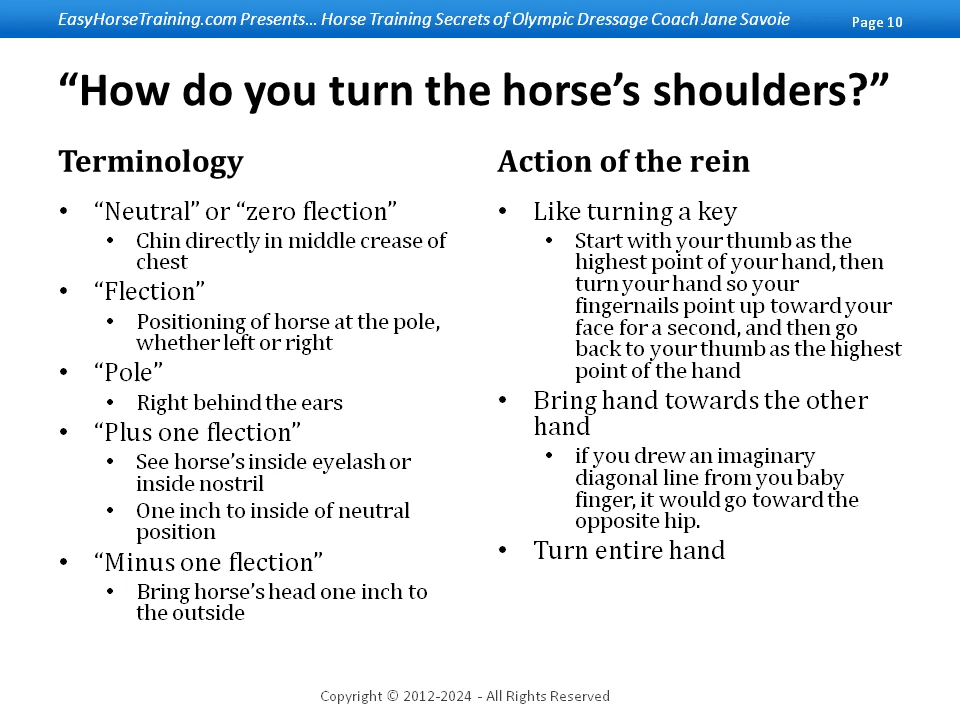 EasyHorseTraining.com Presents… Horse Training Secrets of Olympic Dressage Coach Jane Savoie
Page 10
“How do you turn the horse’s shoulders?”
Terminology
• “Neutral” or “zero flection”
• Chin directly in middle crease of
chest
• “Flection”
• Positioning of horse at the pole,
whether left or right
• “Pole”
• Right behind the ears
• “Plus one flection”
• See horse’s inside eyelash or
inside nostril
• One inch to inside of neutral
position
• “Minus one flection”
• Bring horse’s head one inch to
the outside
Action of the rein
• Like turning a key
• Start with your thumb as the
highest point of your hand, then
turn your hand so your
fingernails point up toward your
face for a second, and then go
back to your thumb as the highest
point of the hand
• Bring hand towards the other
hand
• if you drew an imaginary
diagonal line from you baby
finger, it would go toward the
opposite hip.
• Turn entire hand
Copyright © 2012-2024 - All Rights Reserved